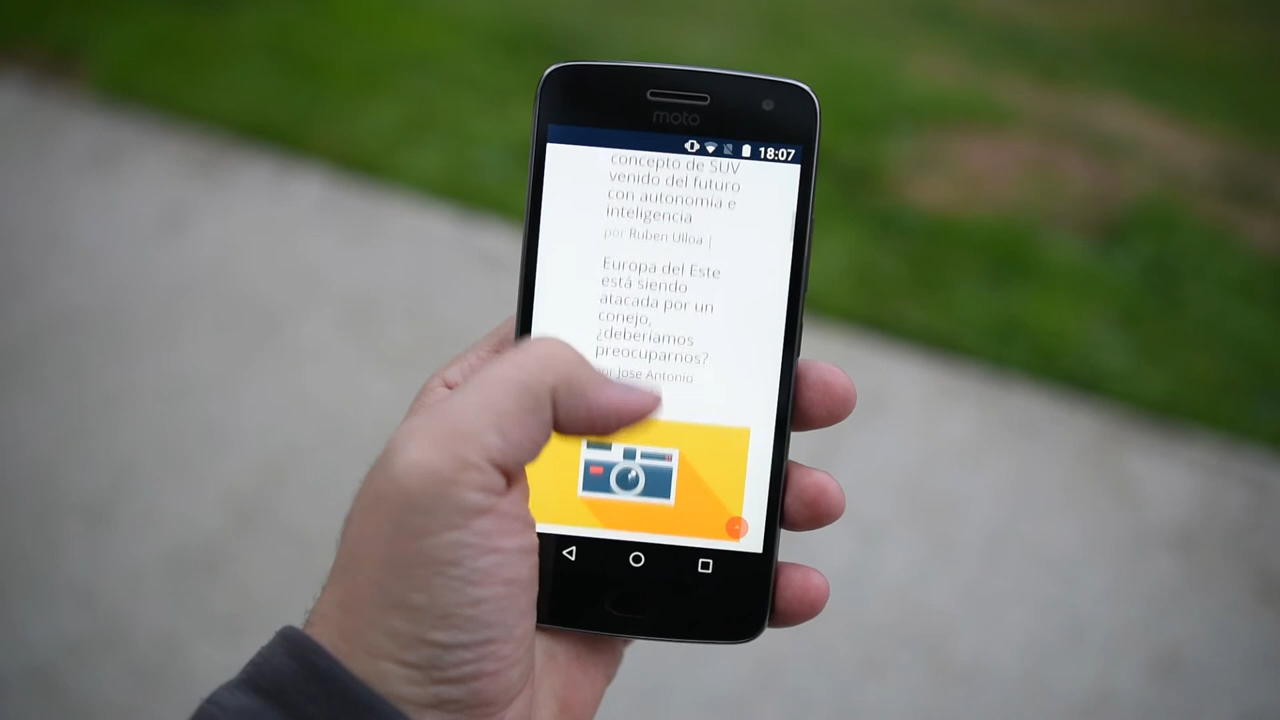 moto
18:07
concepto de SUV
venido del futuro
con autonomía e
inteligencia
por Ruben Ulloa |
Europa del Este
está siendo
atacada por un
conejo,
¿deberíamos
preocuparnos?
por Jose Antonio